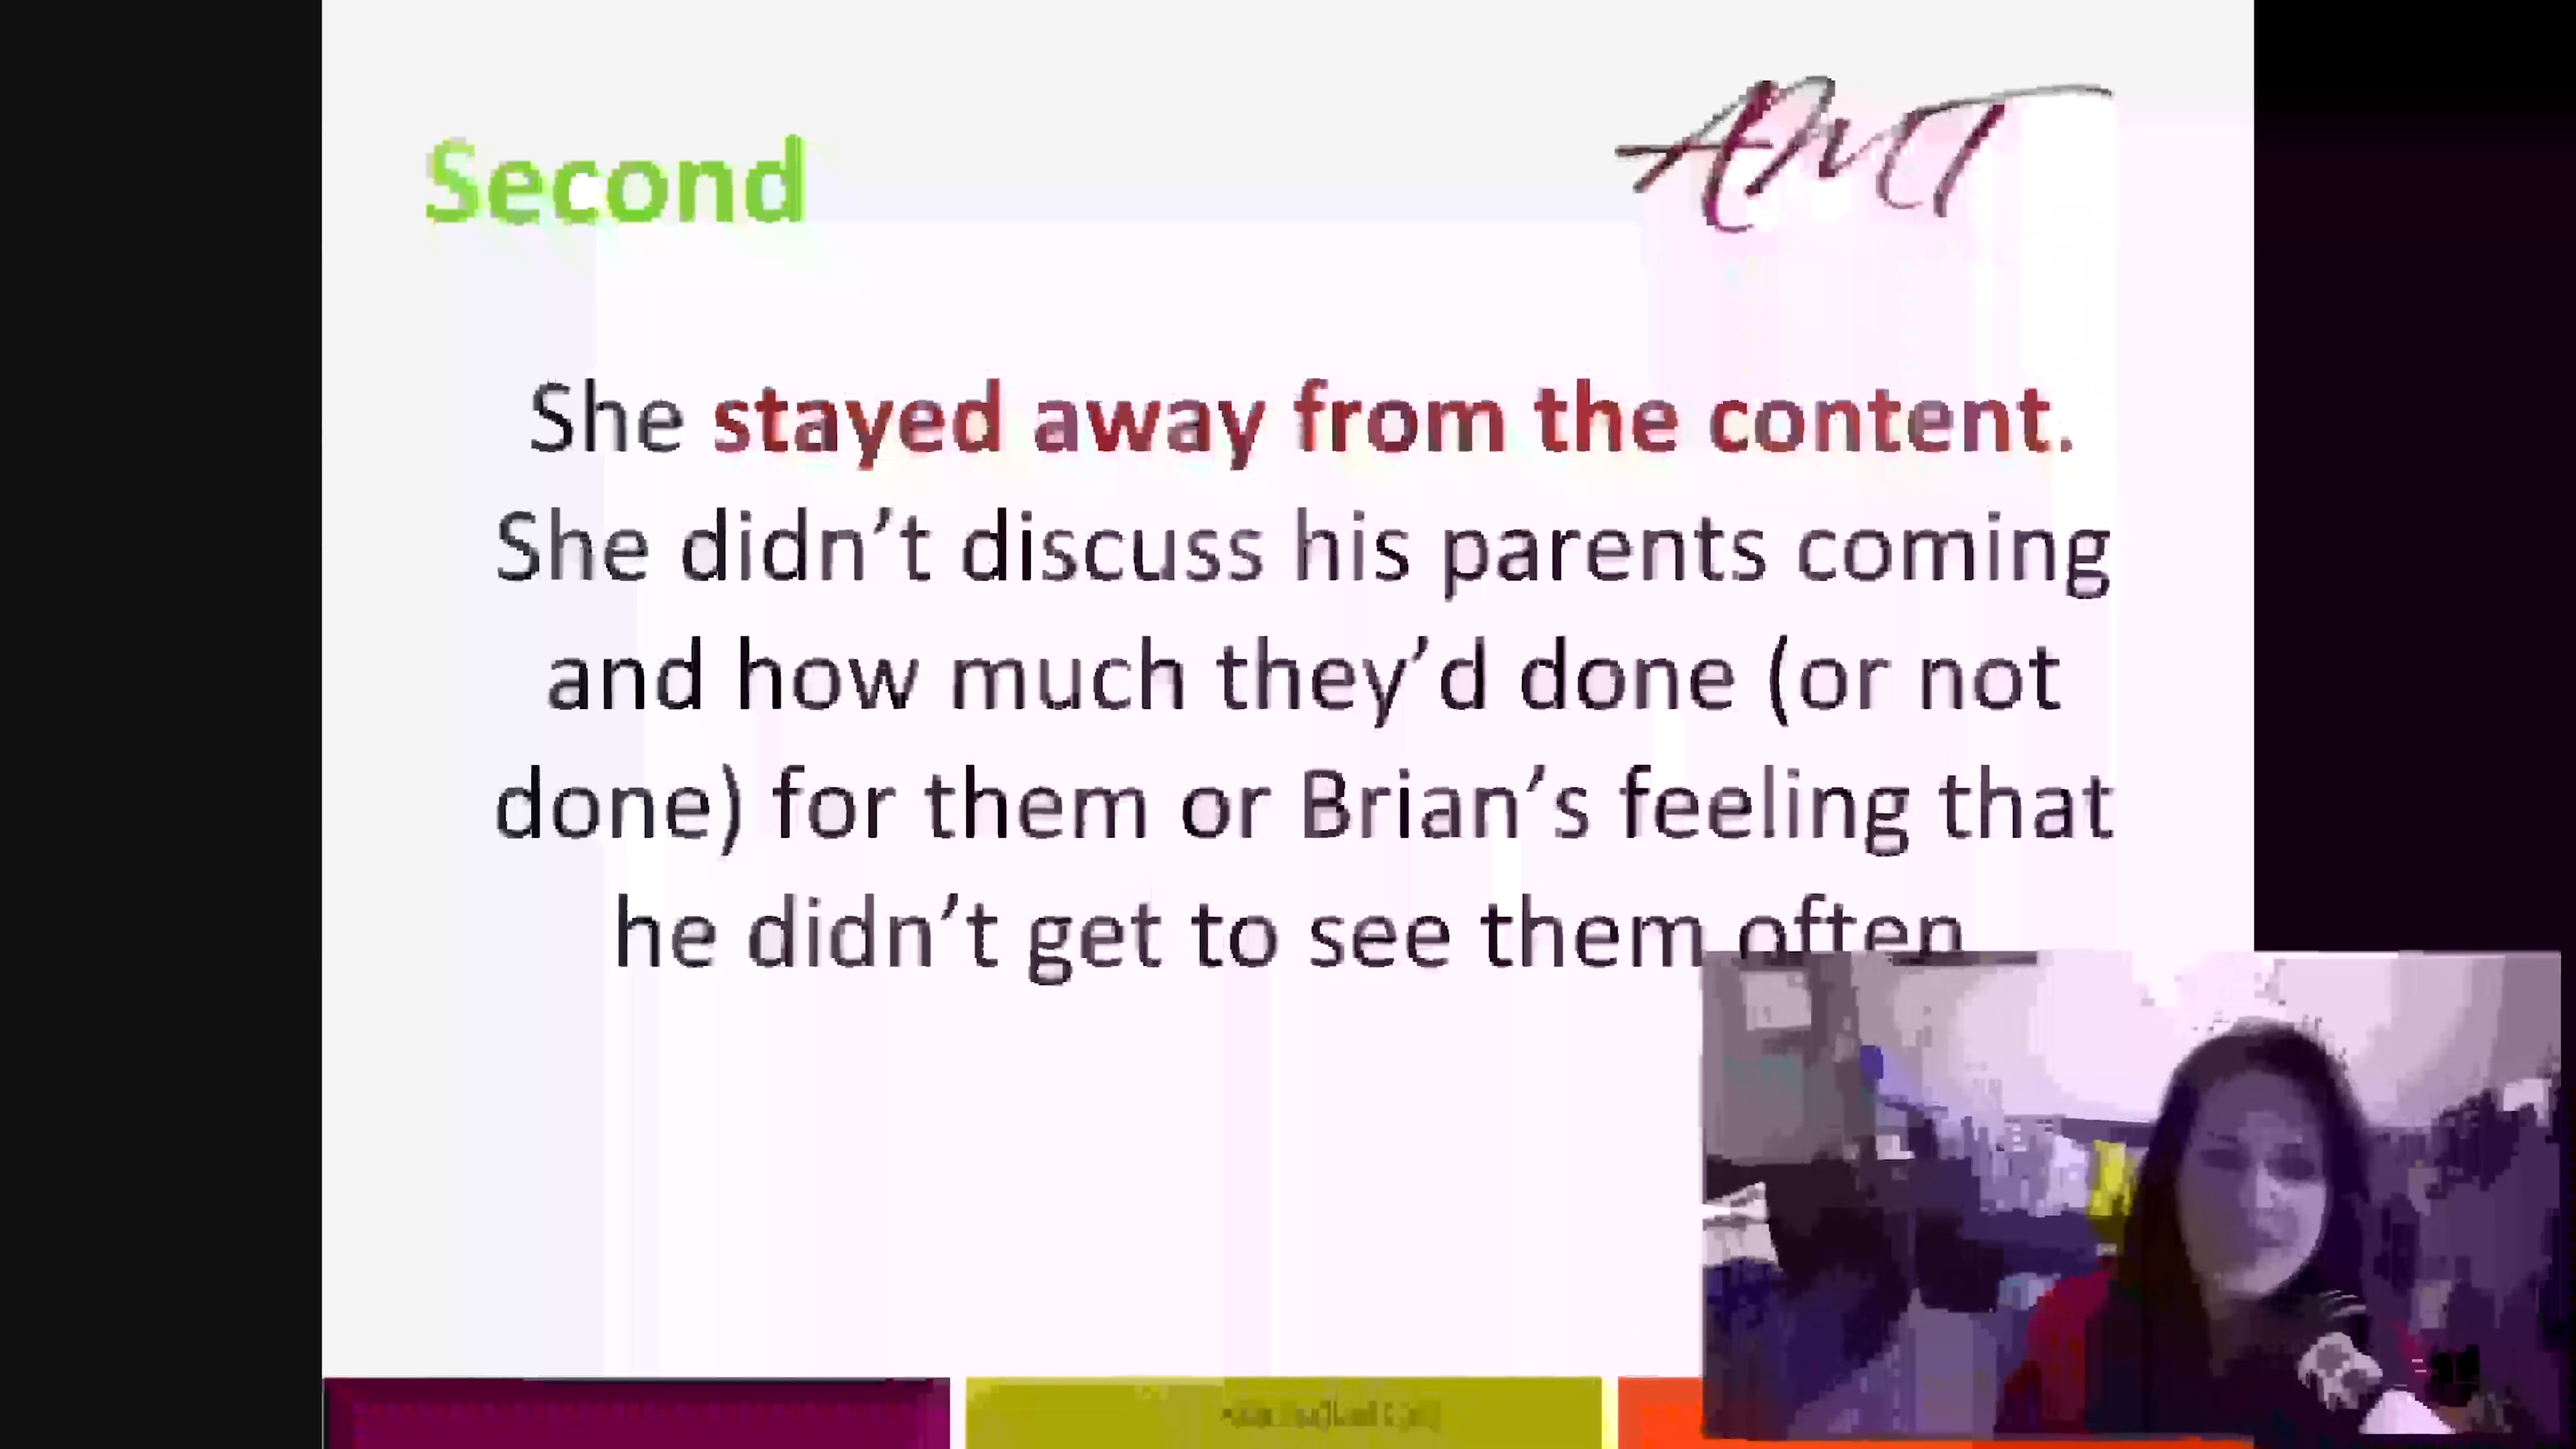 Second
She stayed away from the content.
She didn't discuss his parents coming
and how much they'd done (or not
done) for them or Brian's feeling that
he didn't get to see them often